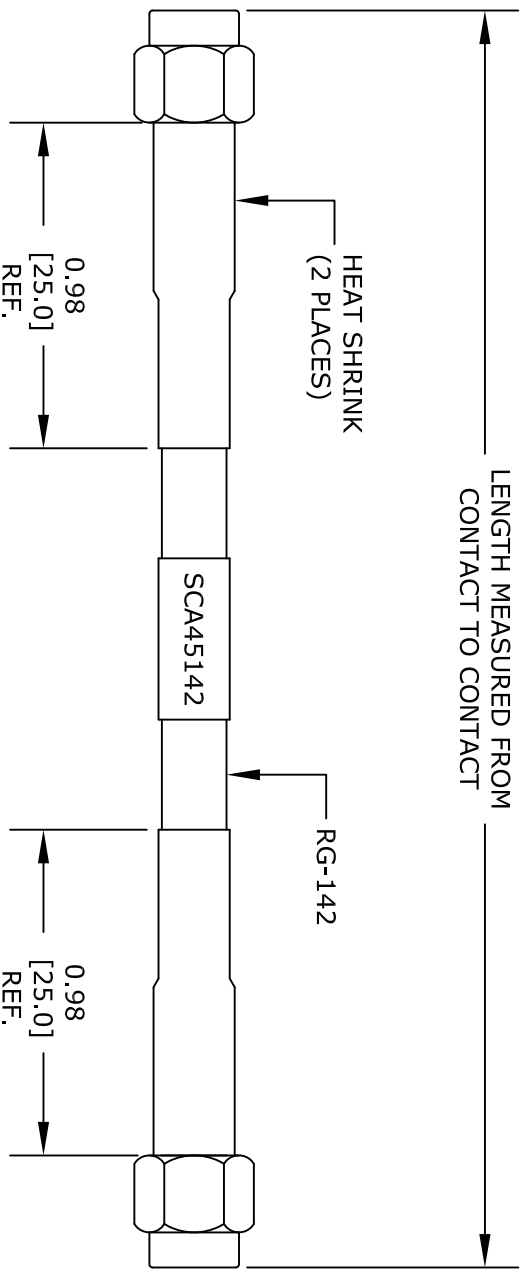 LENGTH MEASURED FROM
CONTACT TO CONTACT
HEAT SHRINK
(2 PLACES)
RG-142
SCA45142
0.98
[25.0]
REF.
0.98
[25.0]
REF.